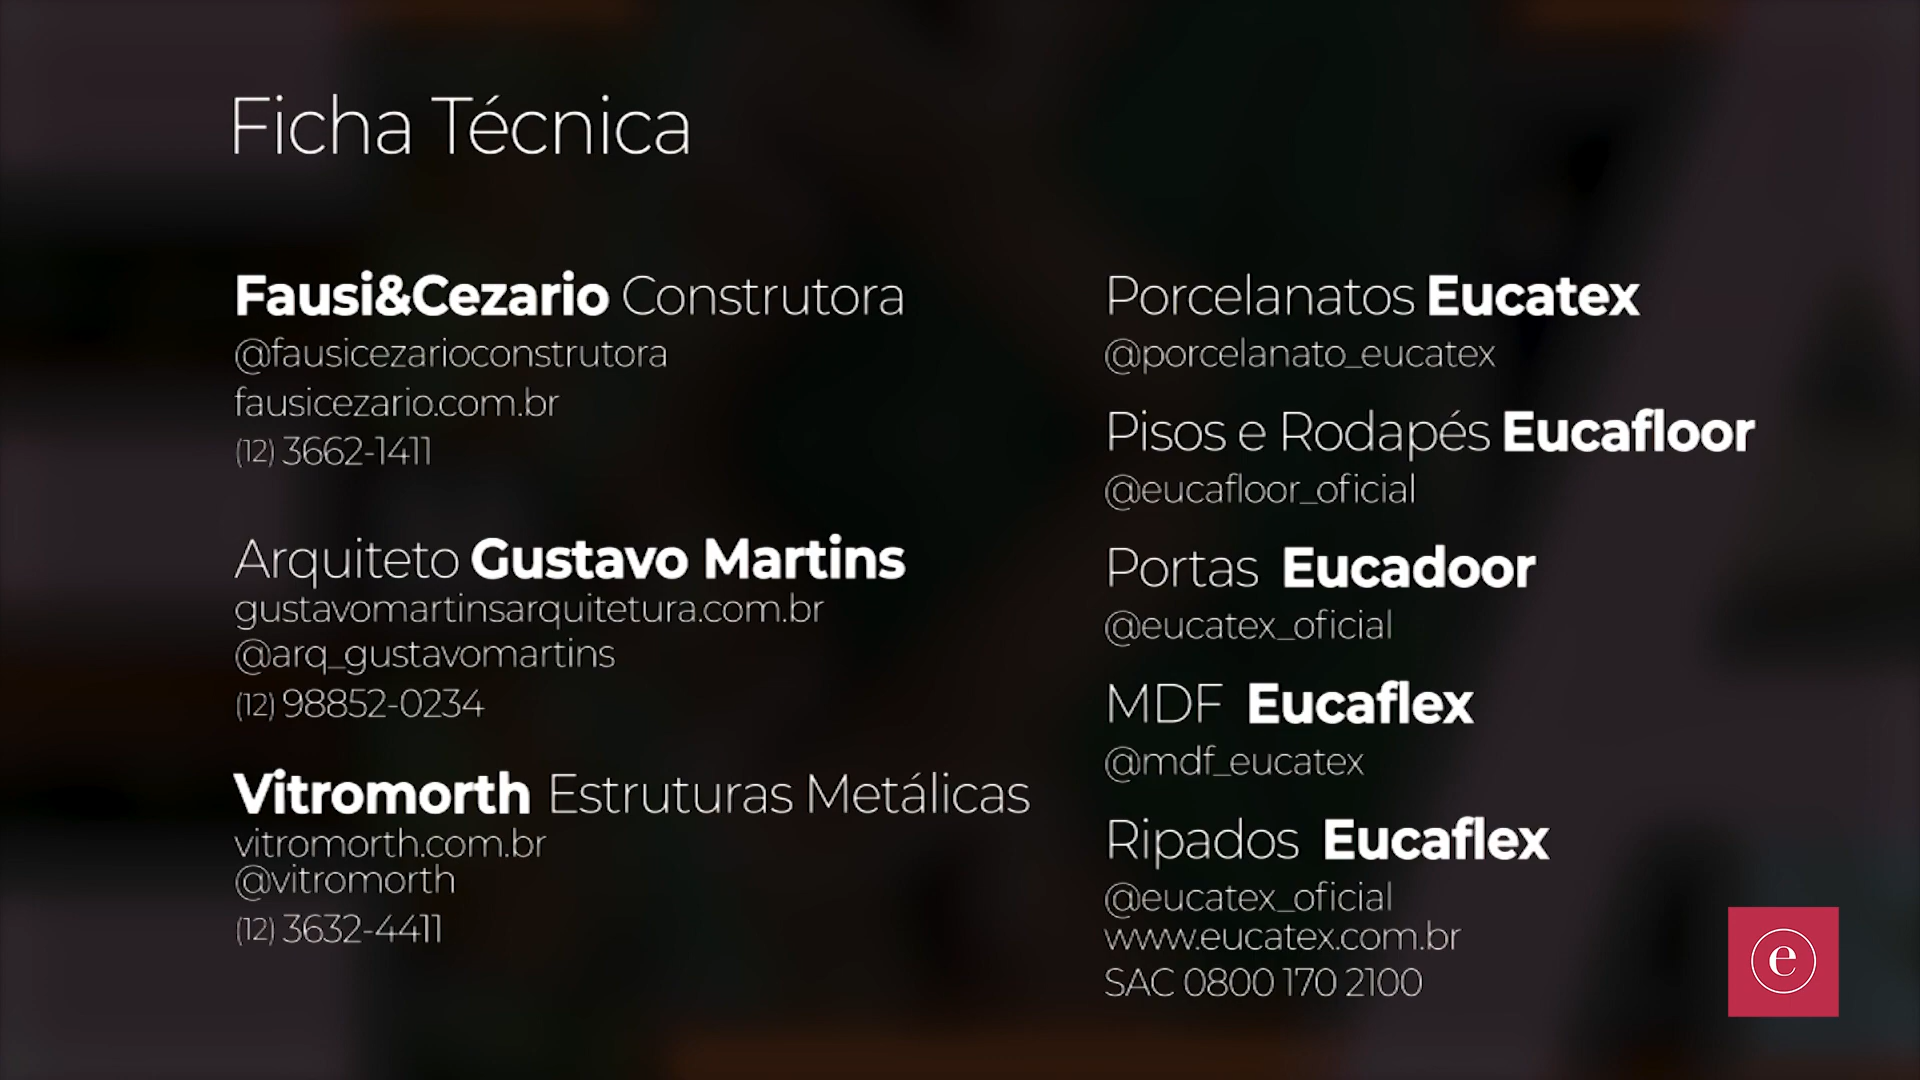 Ficha Técnica
Fausi&Cezario Construtora
@fausicezarioconstrutora
fausicezario.com.br
(12) 3662-1411
Arquiteto Gustavo Martins
gustavomartinsarquitetura.com.br
@arq_gustavomartins
(12) 98852-0234
Vitromorth Estruturas Metálicas
vitromorth.com.br
@vitromorth
(12) 3632-4411
Porcelanatos Eucatex
@porcelanato_eucatex
Pisos e Rodapés Eucafloor
@eucafloor_oficial
Portas Eucadoor
@eucatex_oficial
MDF Eucaflex
@mdf_eucatex
Ripados Eucaflex
@eucatex_oficial
www.eucatex.com.br
SAC 0800 170 2100
e